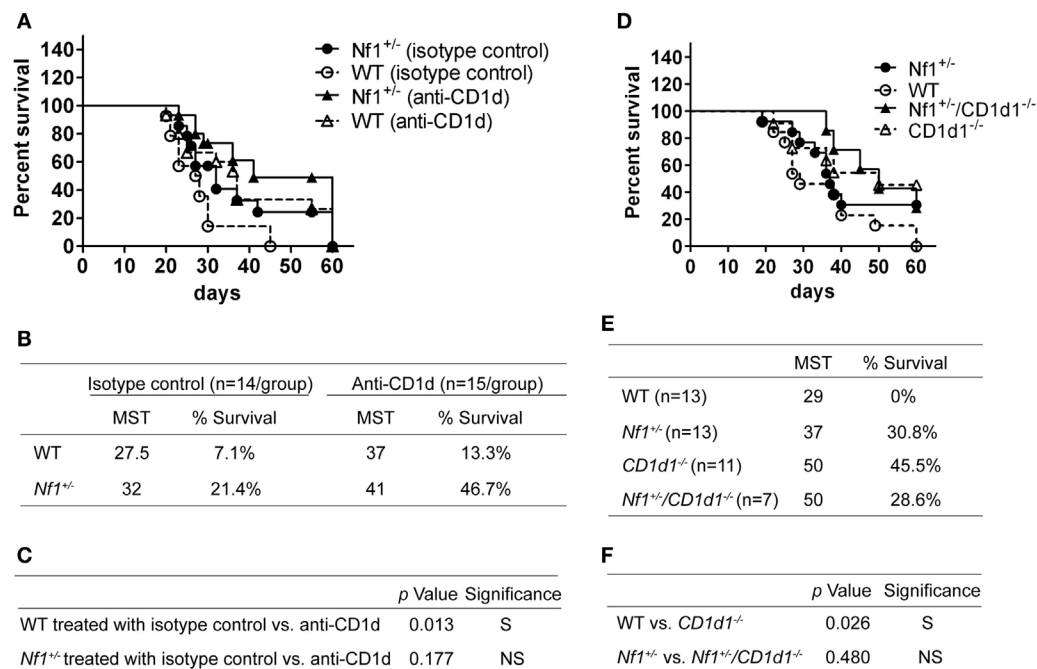 A
Percent survival
140
120
100
80
60
40
20
0
0 10 20 30 40 50 60
days
Nf1+/- (isotype control)
WT (isotype control)
Nf1+/- (anti-CD1d)
WT (anti-CD1d)
D
Percent survival
140
120
100
80
60
40
20
0
0 10 20 30 40 50 60
days
Nf1+/-
WT
Nf1+/-/CD1d1-/-
CD1d1-/-
B
Isotype control (n=14/group) Anti-CD1d (n=15/group)
MST % Survival MST % Survival
WT 27.5 7.1% 37 13.3%
Nf1+/- 32 21.4% 41 46.7%
E
MST % Survival
WT (n=13) 29 0%
Nf1+/- (n=13) 37 30.8%
CD1d1-/- (n=11) 50 45.5%
Nf1+/-/CD1d1-/- (n=7) 50 28.6%
C
p Value Significance
WT treated with isotype control vs. anti-CD1d 0.013 S
Nf1+/- treated with isotype control vs. anti-CD1d 0.177 NS
F
p Value Significance
WT vs. CD1d1-/- 0.026 S
Nf1+/- vs. Nf1+/-/CD1d1-/- 0.480 NS